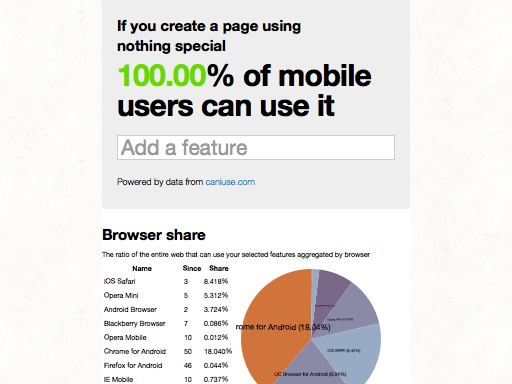 If you create a page using
nothing special
100.00% of mobile
users can use it
Add a feature
Powered by data from caniuse.com
Browser share
The ratio of the entire web that can use your selected features aggregated by browser
Name Since Share
iOS Safari 3 8.418%
Opera Mini 5 5.312%
Android Browser 2 3.724%
Blackberry Browser 7 0.086%
Opera Mobile 10 0.012%
Chrome for Android 50 18.040%
Firefox for Android 46 0.044%
IE Mobile 10 0.737%
rome for Android (18.04%)
iOS Safari (8.42%)
UC Browser for Android (9.94%)